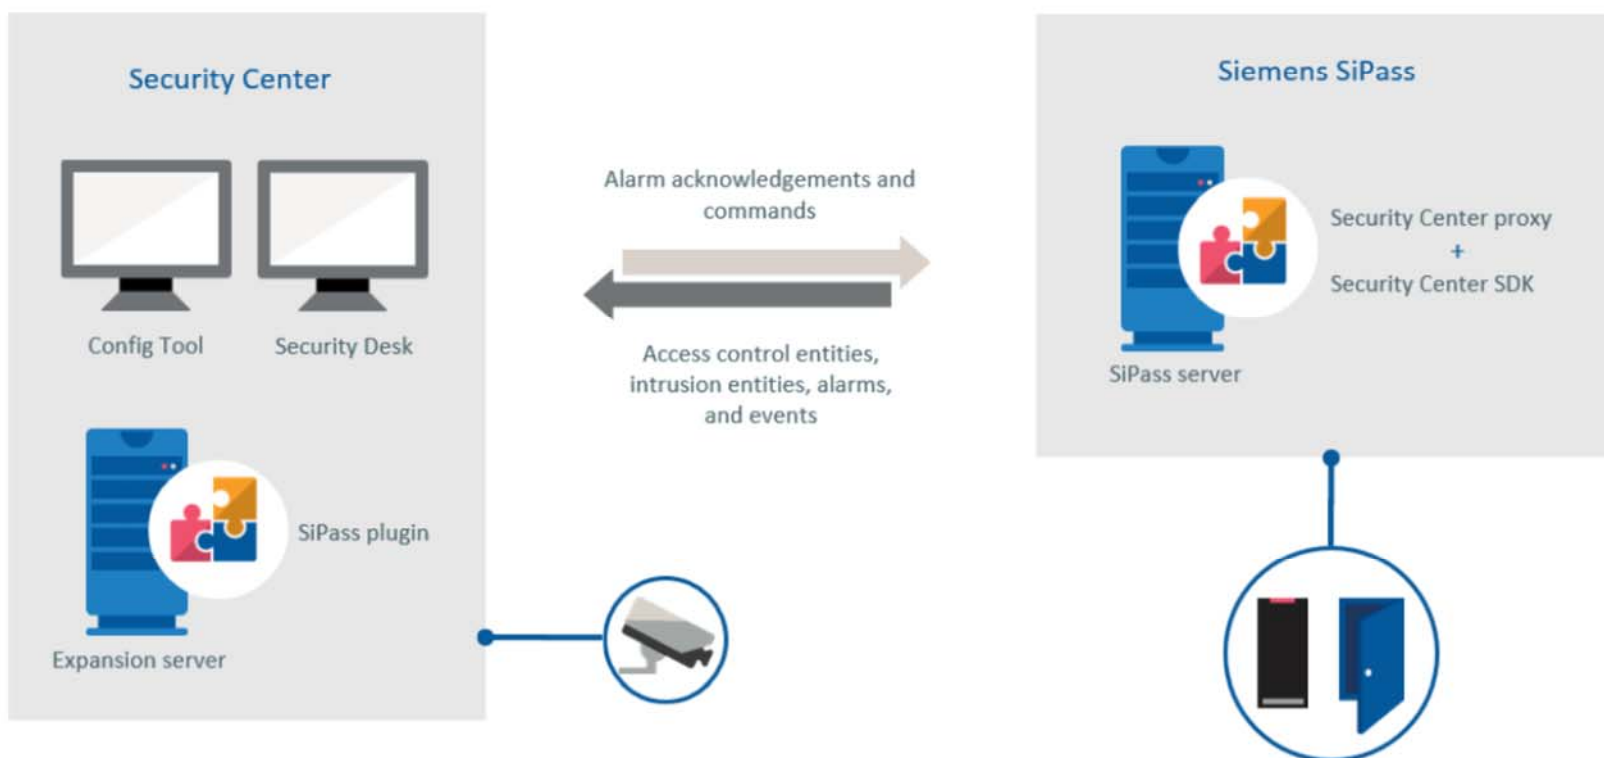 Security Center
Config Tool
Security Desk
SiPass plugin
Expansion server
Alarm acknowledgements and
commands
Access control entities,
intrusion entities, alarms,
and events
Siemens SiPass
Security Center proxy
+
Security Center SDK
SiPass server